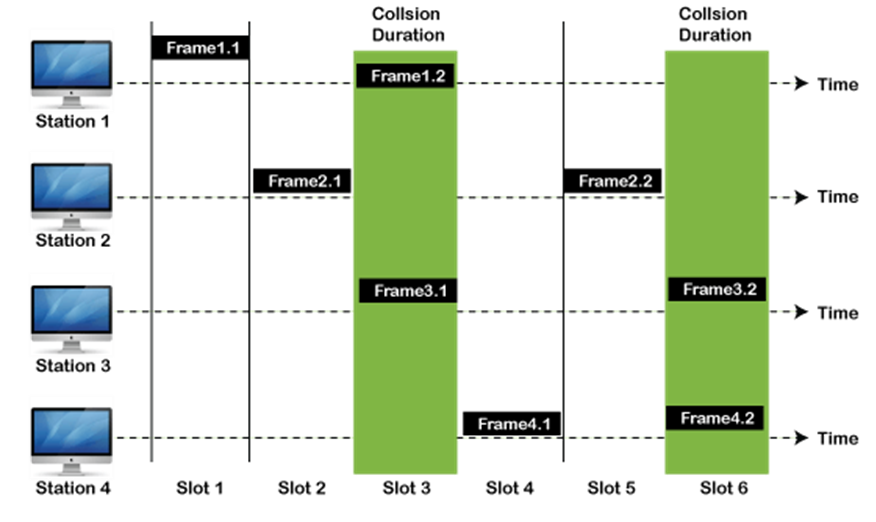 Collsion
Duration
Collsion
Duration
Frame1.1
Frame1.2
Time
Station 1
Frame2.1
Frame2.2
Time
Station 2
Frame3.1
Frame3.2
Time
Station 3
Frame4.1
Frame4.2
Time
Station 4
Slot 1
Slot 2
Slot 3
Slot 4
Slot 5
Slot 6